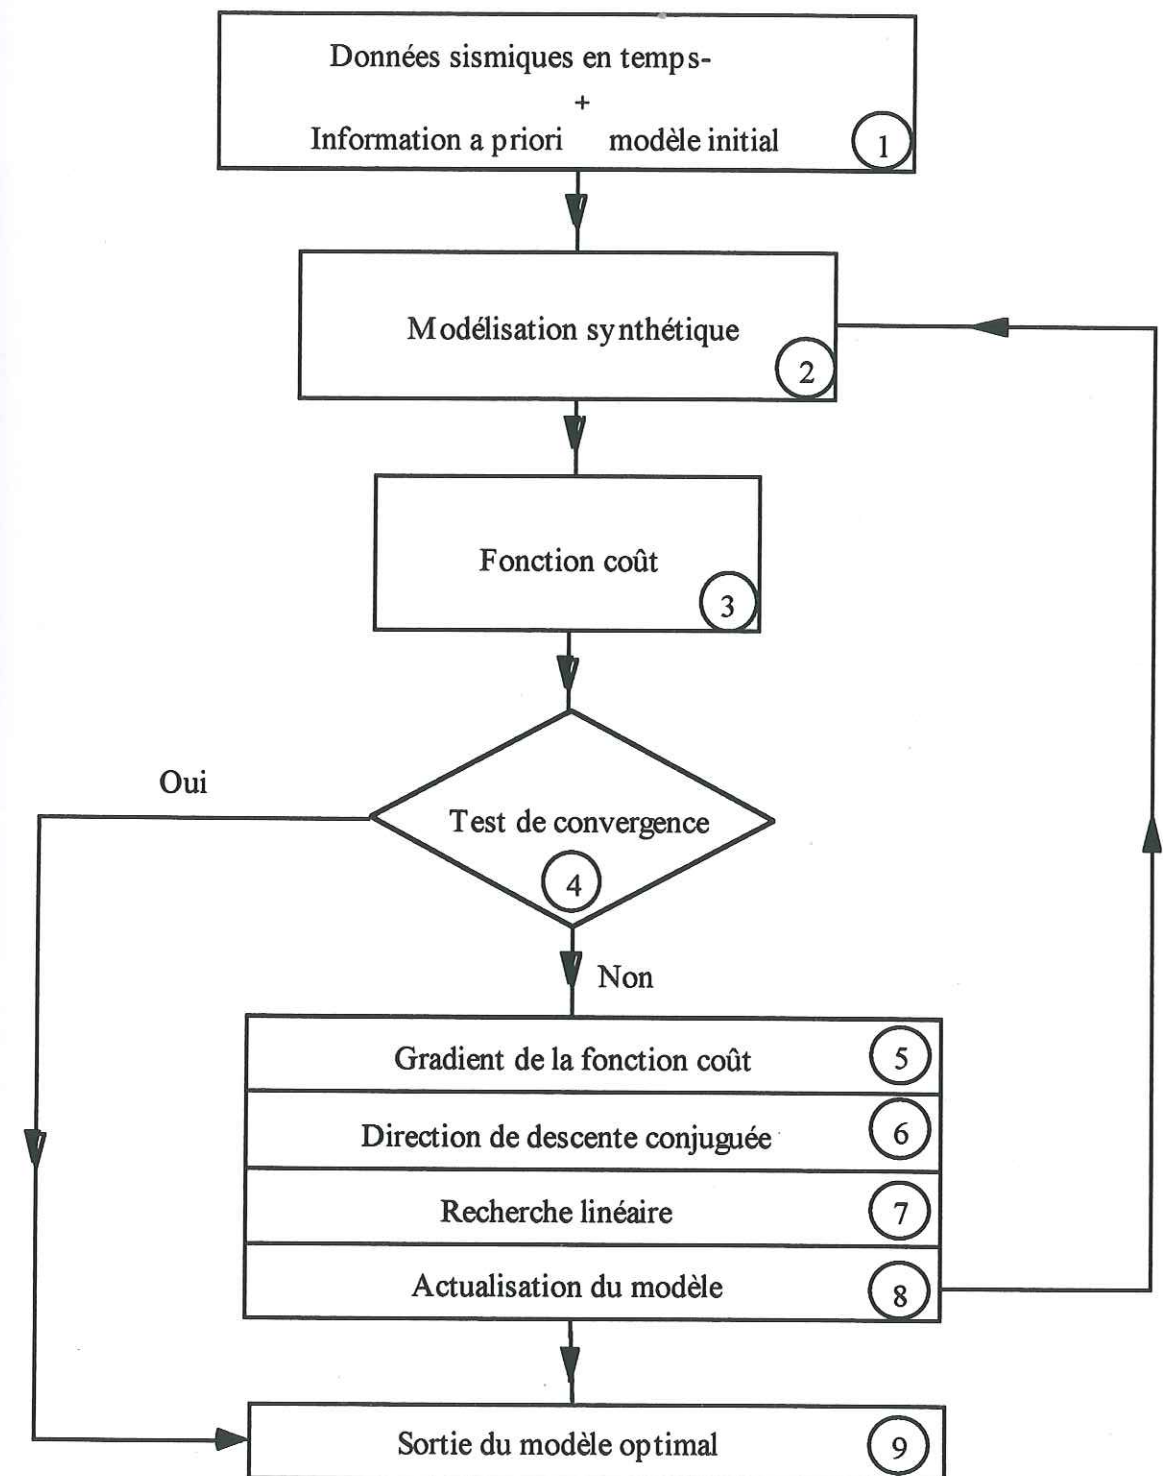 Données sismiques en temps-
+
Information a priori modèle initial
1
Modélisation synthétique
2
Fonction coût
3
Oui
Test de convergence
4
Non
Gradient de la fonction coût
5
Direction de descente conjuguée
6
Recherche linéaire
7
Actualisation du modèle
8
Sortie du modèle optimal
9